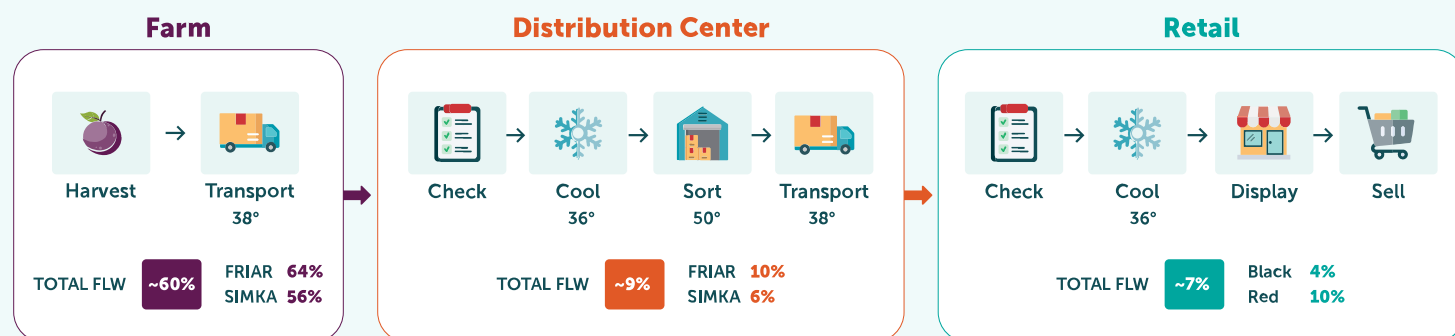 Farm
Harvest
Transport
38°
TOTAL FLW
~60%
FRIAR 64%
SIMKA 56%
Distribution Center
Check
Cool
36°
Sort
50°
Transport
38°
TOTAL FLW
~9%
FRIAR 10%
SIMKA 6%
Retail
Check
Cool
36°
Display
Sell
TOTAL FLW
~7%
Black 4%
Red 10%